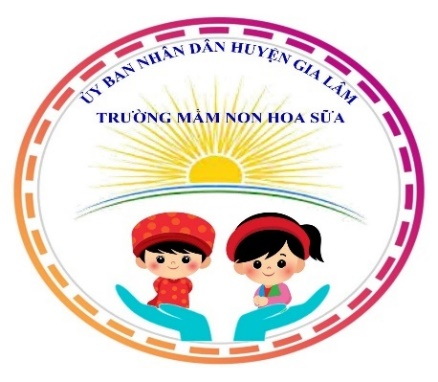 ỦY BAN NHÂN DÂN HUYỆN GIA LÂM
TRƯỜNG MẦM NON HOA SỮA